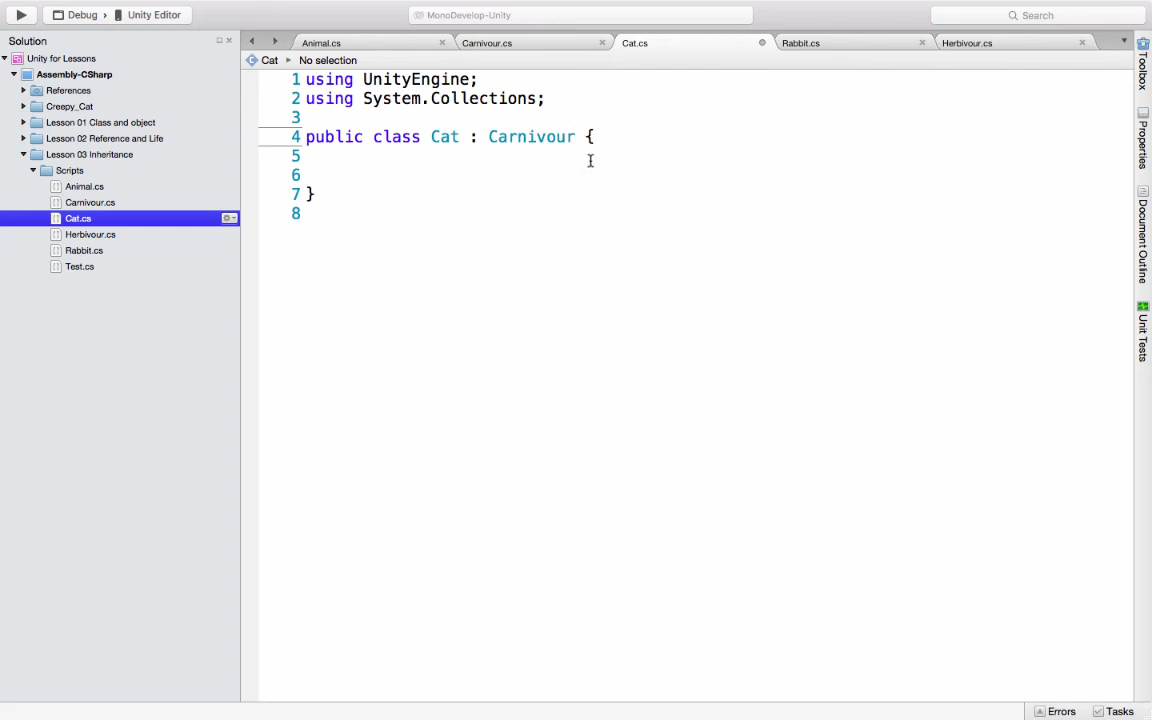 Debug › Unity Editor
MonoDevelop-Unity
Search
Solution
Unity for Lessons
Assembly-CSharp
References
Creepy_Cat
Lesson 01 Class and object
Lesson 02 Reference and Life
Lesson 03 Inheritance
Scripts
Animal.cs
Carnivour.cs
Cat.cs
Herbivour.cs
Rabbit.cs
Test.cs
Animal.cs
Carnivour.cs
Cat.cs
Rabbit.cs
Herbivour.cs
Cat
No selection
1 using UnityEngine;
2 using System.Collections;
3
4 public class Cat : Carnivour {
5
6
7 }
8
Toolbox
Properties
Document Outline
Unit Tests
Errors
Tasks